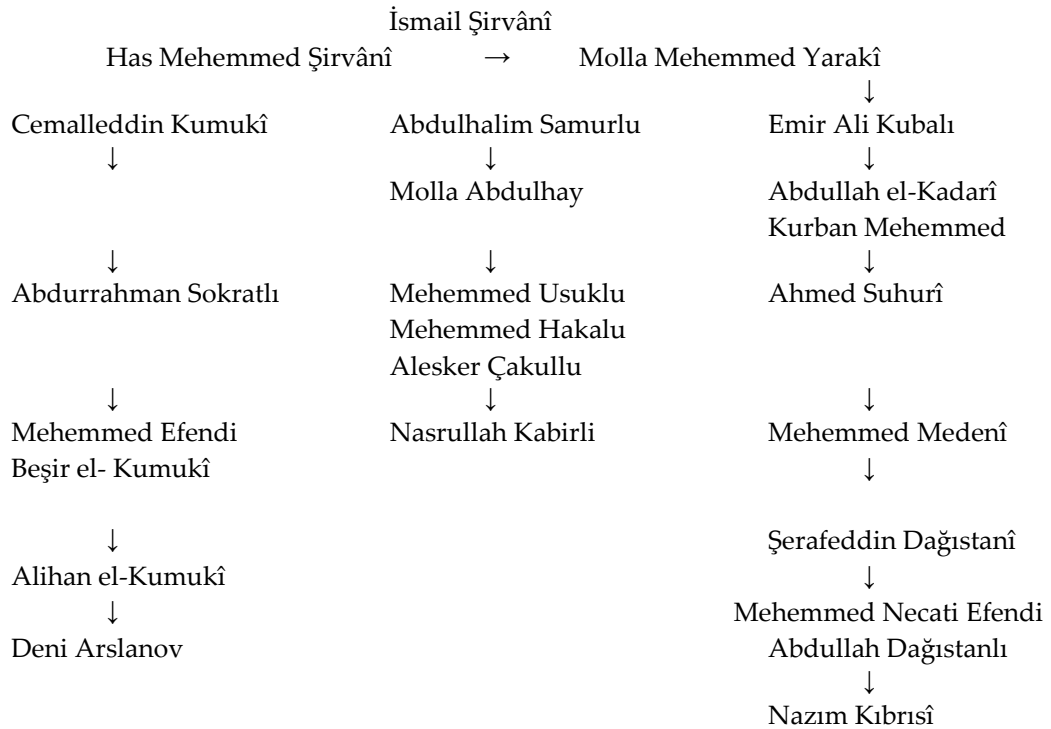 İsmail Şirvânî
Has Mehemmed Şirvânî → Molla Mehemmed Yarakî
↓
Cemalleddin Kumukî Abdulhalim Samurlu Emir Ali Kubalı
↓ ↓ ↓
Molla Abdulhay Abdullah el-Kadarî
Kurban Mehemmed
↓ ↓ ↓
Abdurrahman Sokratlı Mehemmed Usuklu Ahmed Suhurî
Mehemmed Hakalu
Alesker Çakullu
↓ ↓ ↓
Mehemmed Efendi Nasrullah Kabirli Mehemmed Medenî
Beşir el- Kumukî ↓
↓ Şerafeddin Dağıstanî
Alihan el-Kumukî ↓
↓ Mehemmed Necati Efendi
Deni Arslanov Abdullah Dağıstanlı
↓
Nazım Kıbrısî